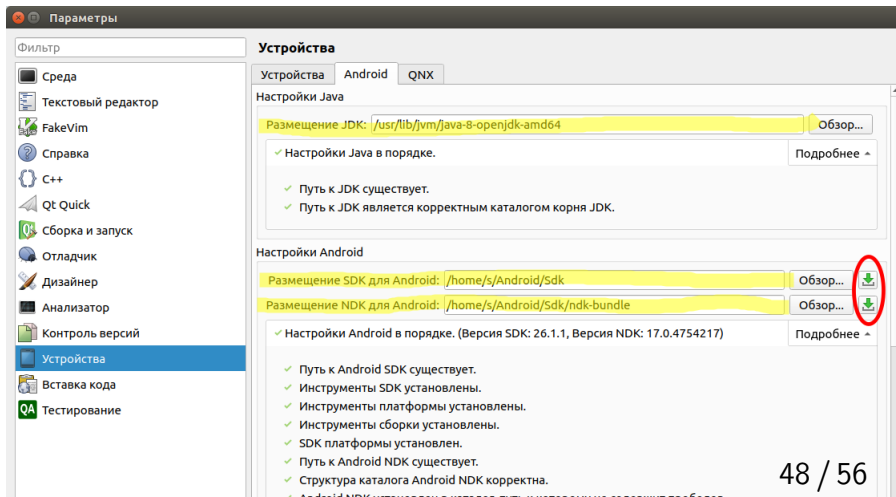 Параметры
Фильтр
Среда
Текстовый редактор
FakeVim
Справка
C++
Qt Quick
Сборка и запуск
Отладчик
Дизайнер
Анализатор
Контроль версий
Устройства
Вставка кода
QA Тестирование
Устройства
Устройства Android QNX
Настройки Java
Размещение JDK: /usr/lib/jvm/java-8-openjdk-amd64 Обзор...
Настройки Java в порядке. Подробнее
Путь к JDK существует.
Путь к JDK является корректным каталогом корня JDK.
Настройки Android
Размещение SDK для Android: /home/s/Android/Sdk Обзор...
Размещение NDK для Android: /home/s/Android/Sdk/ndk-bundle Обзор...
Настройки Android в порядке. (Версия SDK: 26.1.1, Версия NDK: 17.0.4754217) Подробнее
Путь к Android SDK существует.
Инструменты SDK установлены.
Инструменты платформы установлены.
Инструменты сборки установлены.
SDK платформы установлен.
Путь к Android NDK существует.
Структура каталога Android NDK корректна.
48 / 56